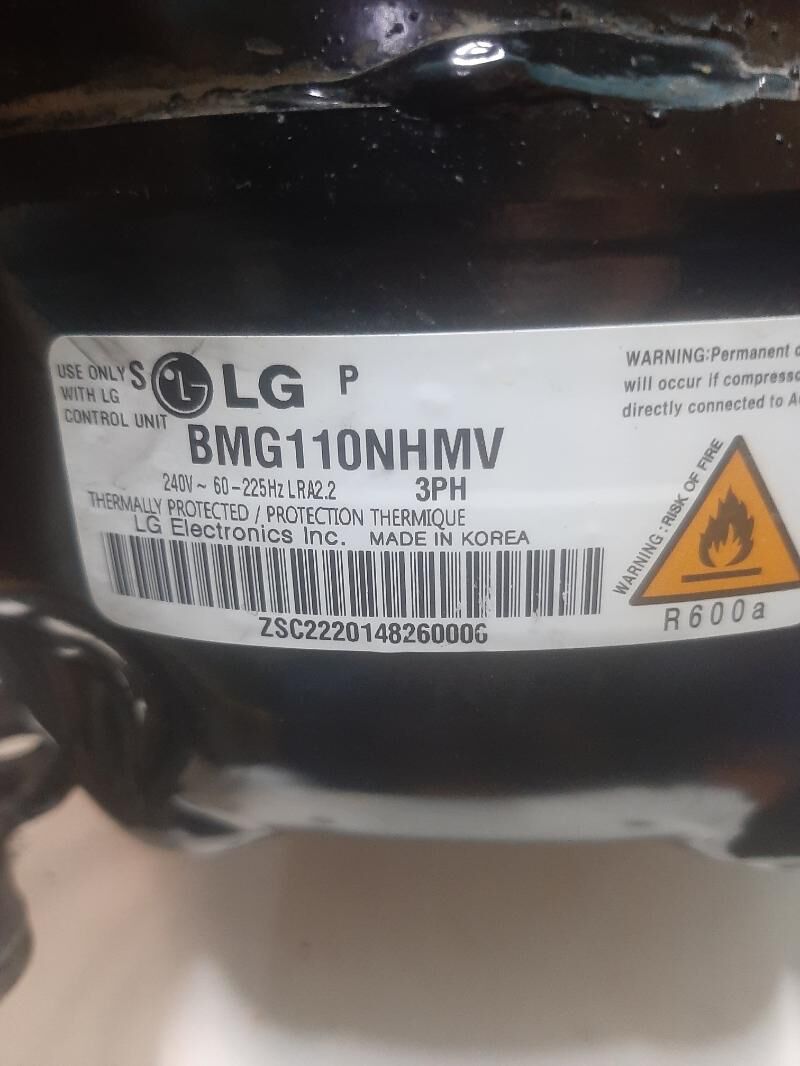 USE ONLY
WITH LG
CONTROL UNIT
S LG P
BMG110NHMV
240V~ 60-225Hz LRA2.2 3PH
THERMALLY PROTECTED / PROTECTION THERMIQUE
LG Electronics Inc. MADE IN KOREA
ZSC2220148260006
WARNING:Permanent
will occur if
directly connected to
WARNING : RISK OF FIRE
R600a